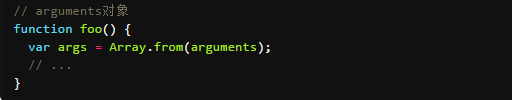 // arguments对象
function foo() {
  var args = Array.from(arguments);
  // ...
}